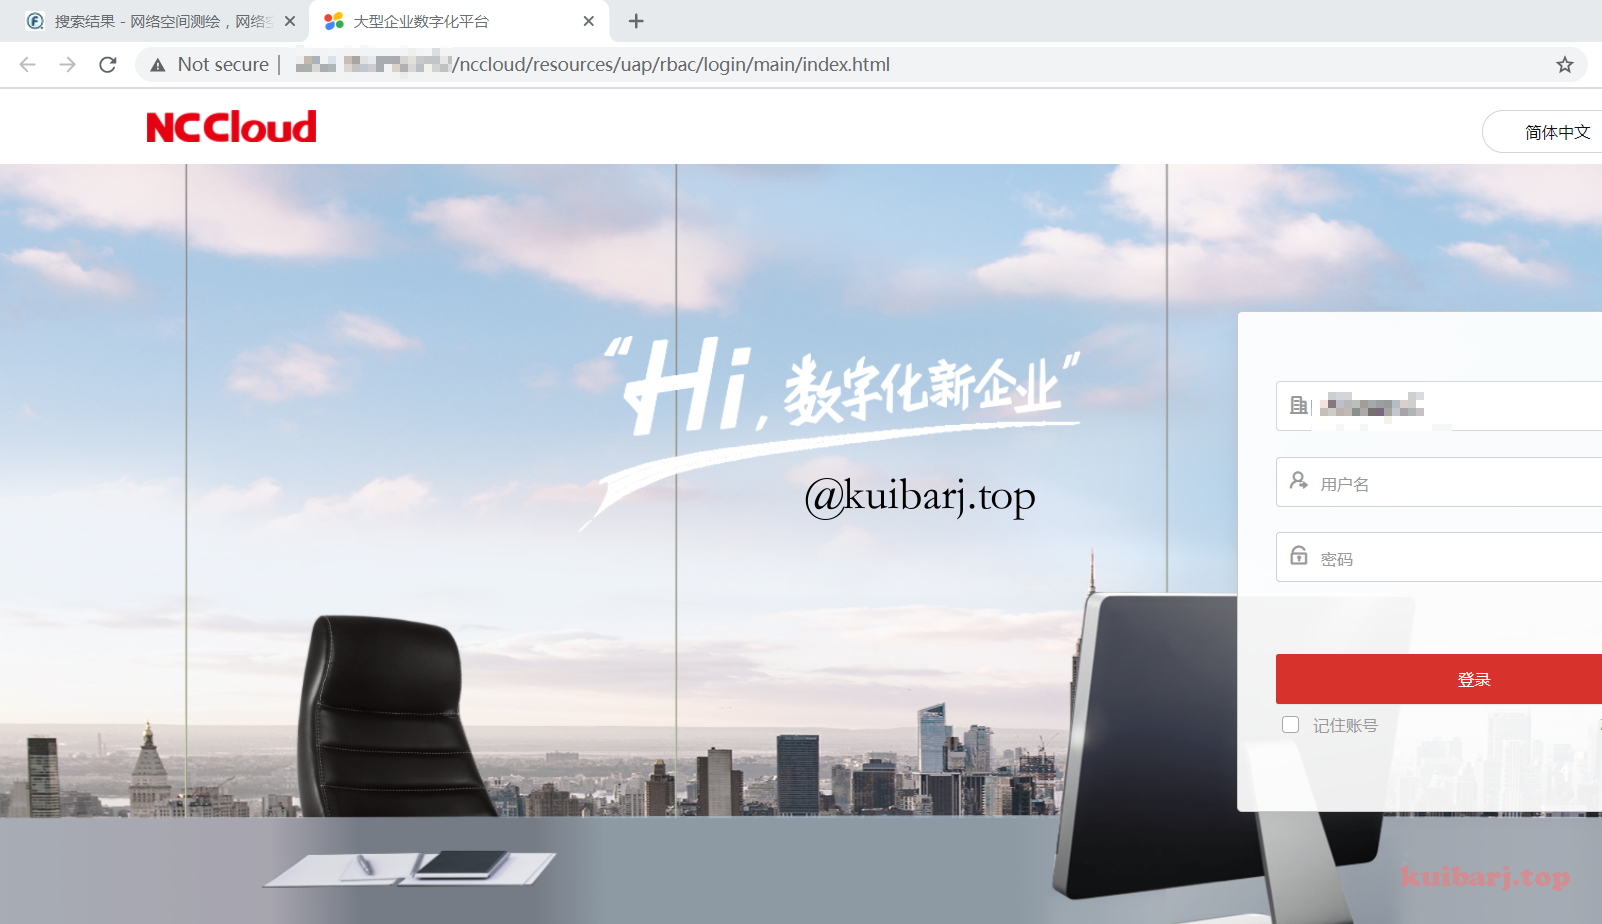 搜索结果 - 网络空间测绘，网络空
大型企业数字化平台
Not secure
/nccloud/resources/uap/rbac/login/main/index.html
NCCloud
简体中文
“Hi，数字化新企业”
@kuibarj.top
用户名
密码
登录
记住账号
kuibarj.top